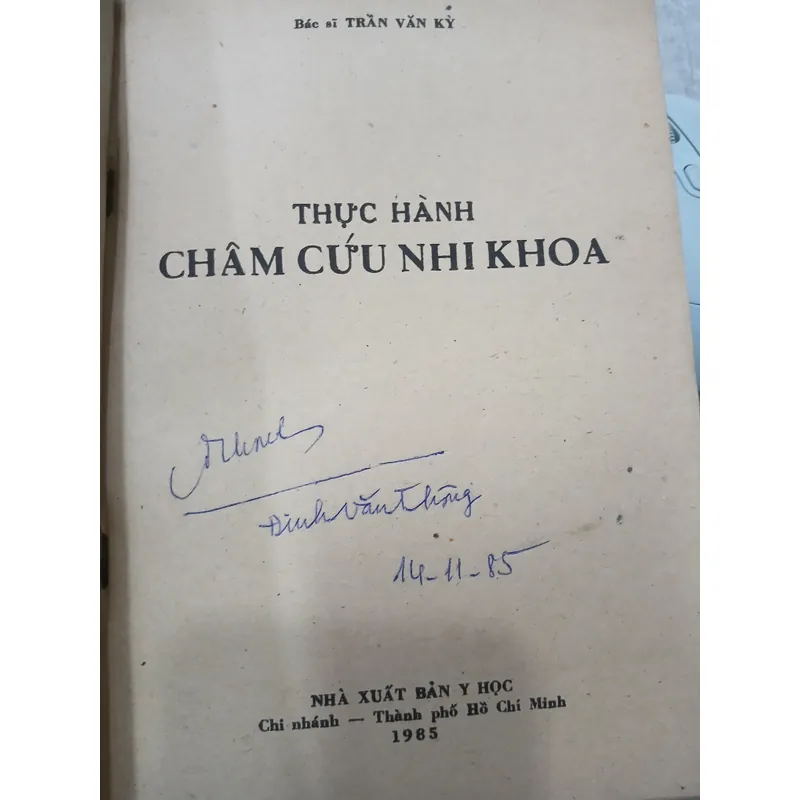 Bác sĩ TRẦN VĂN KỲ
THỰC HÀNH
CHÂM CỨU NHI KHOA
Đinh Văn Thông
14-11-85
NHÀ XUẤT BẢN Y HỌC
Chi nhánh — Thành phố Hồ Chí Minh
1985